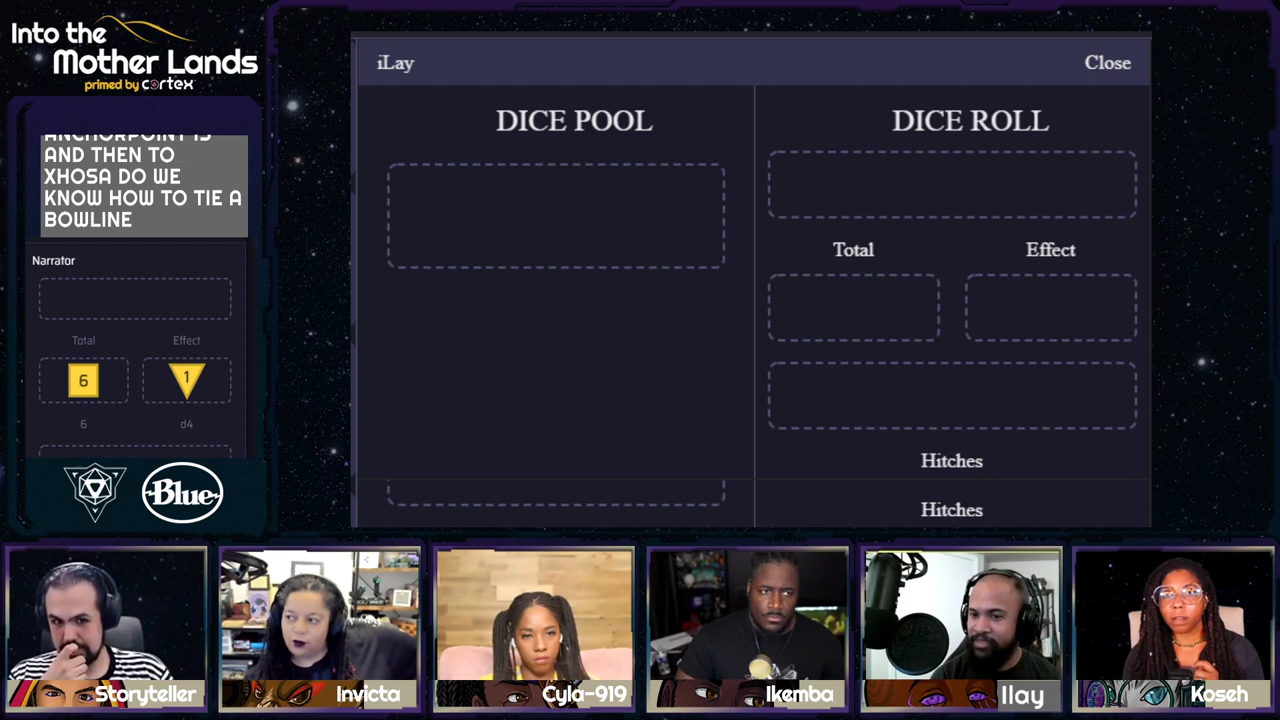 Into the
Mother Lands
primed by cortex
ANCHORPOINT IS
AND THEN TO
XHOSA DO WE
KNOW HOW TO TIE A
BOWLINE
Narrator
Total
Effect
6
1
6
d4
Blue
iLay
Close
DICE POOL
DICE ROLL
Total
Effect
Hitches
Hitches
Storyteller
Invicta
Cyla-919
Ikemba
Ilay
Koseh